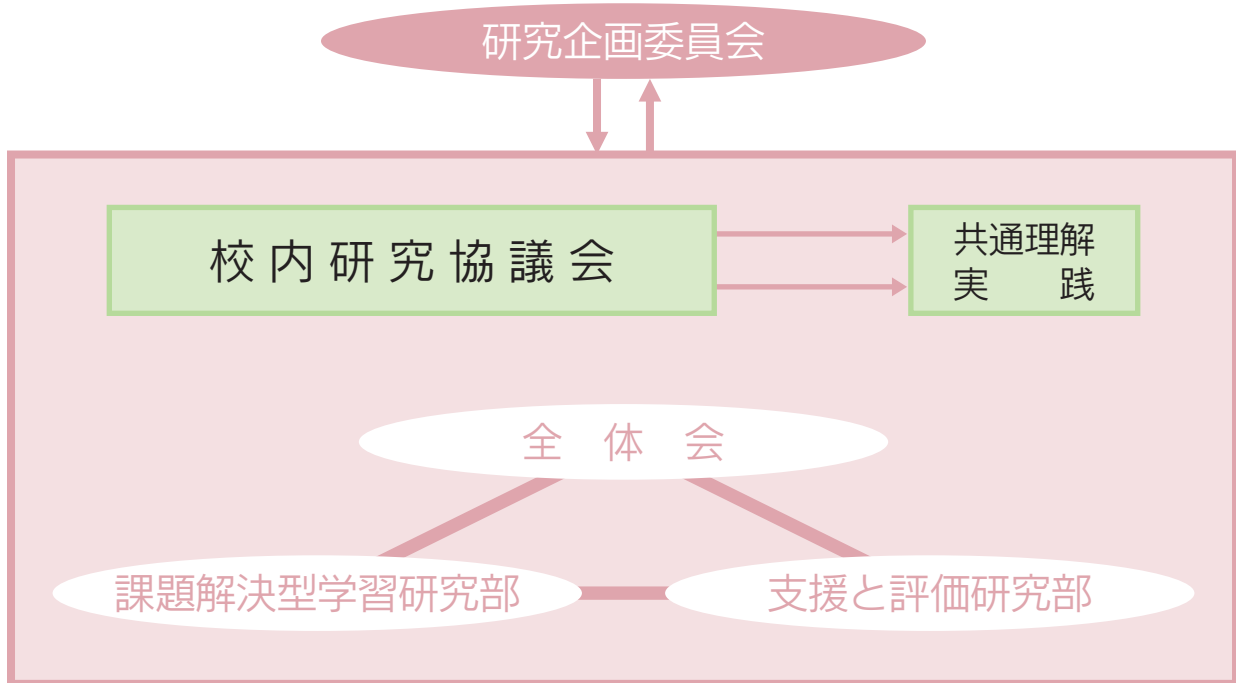 研究企画委員会
校内研究協議会
共通理解
実　践
全　体　会
課題解決型学習研究部
支援と評価研究部